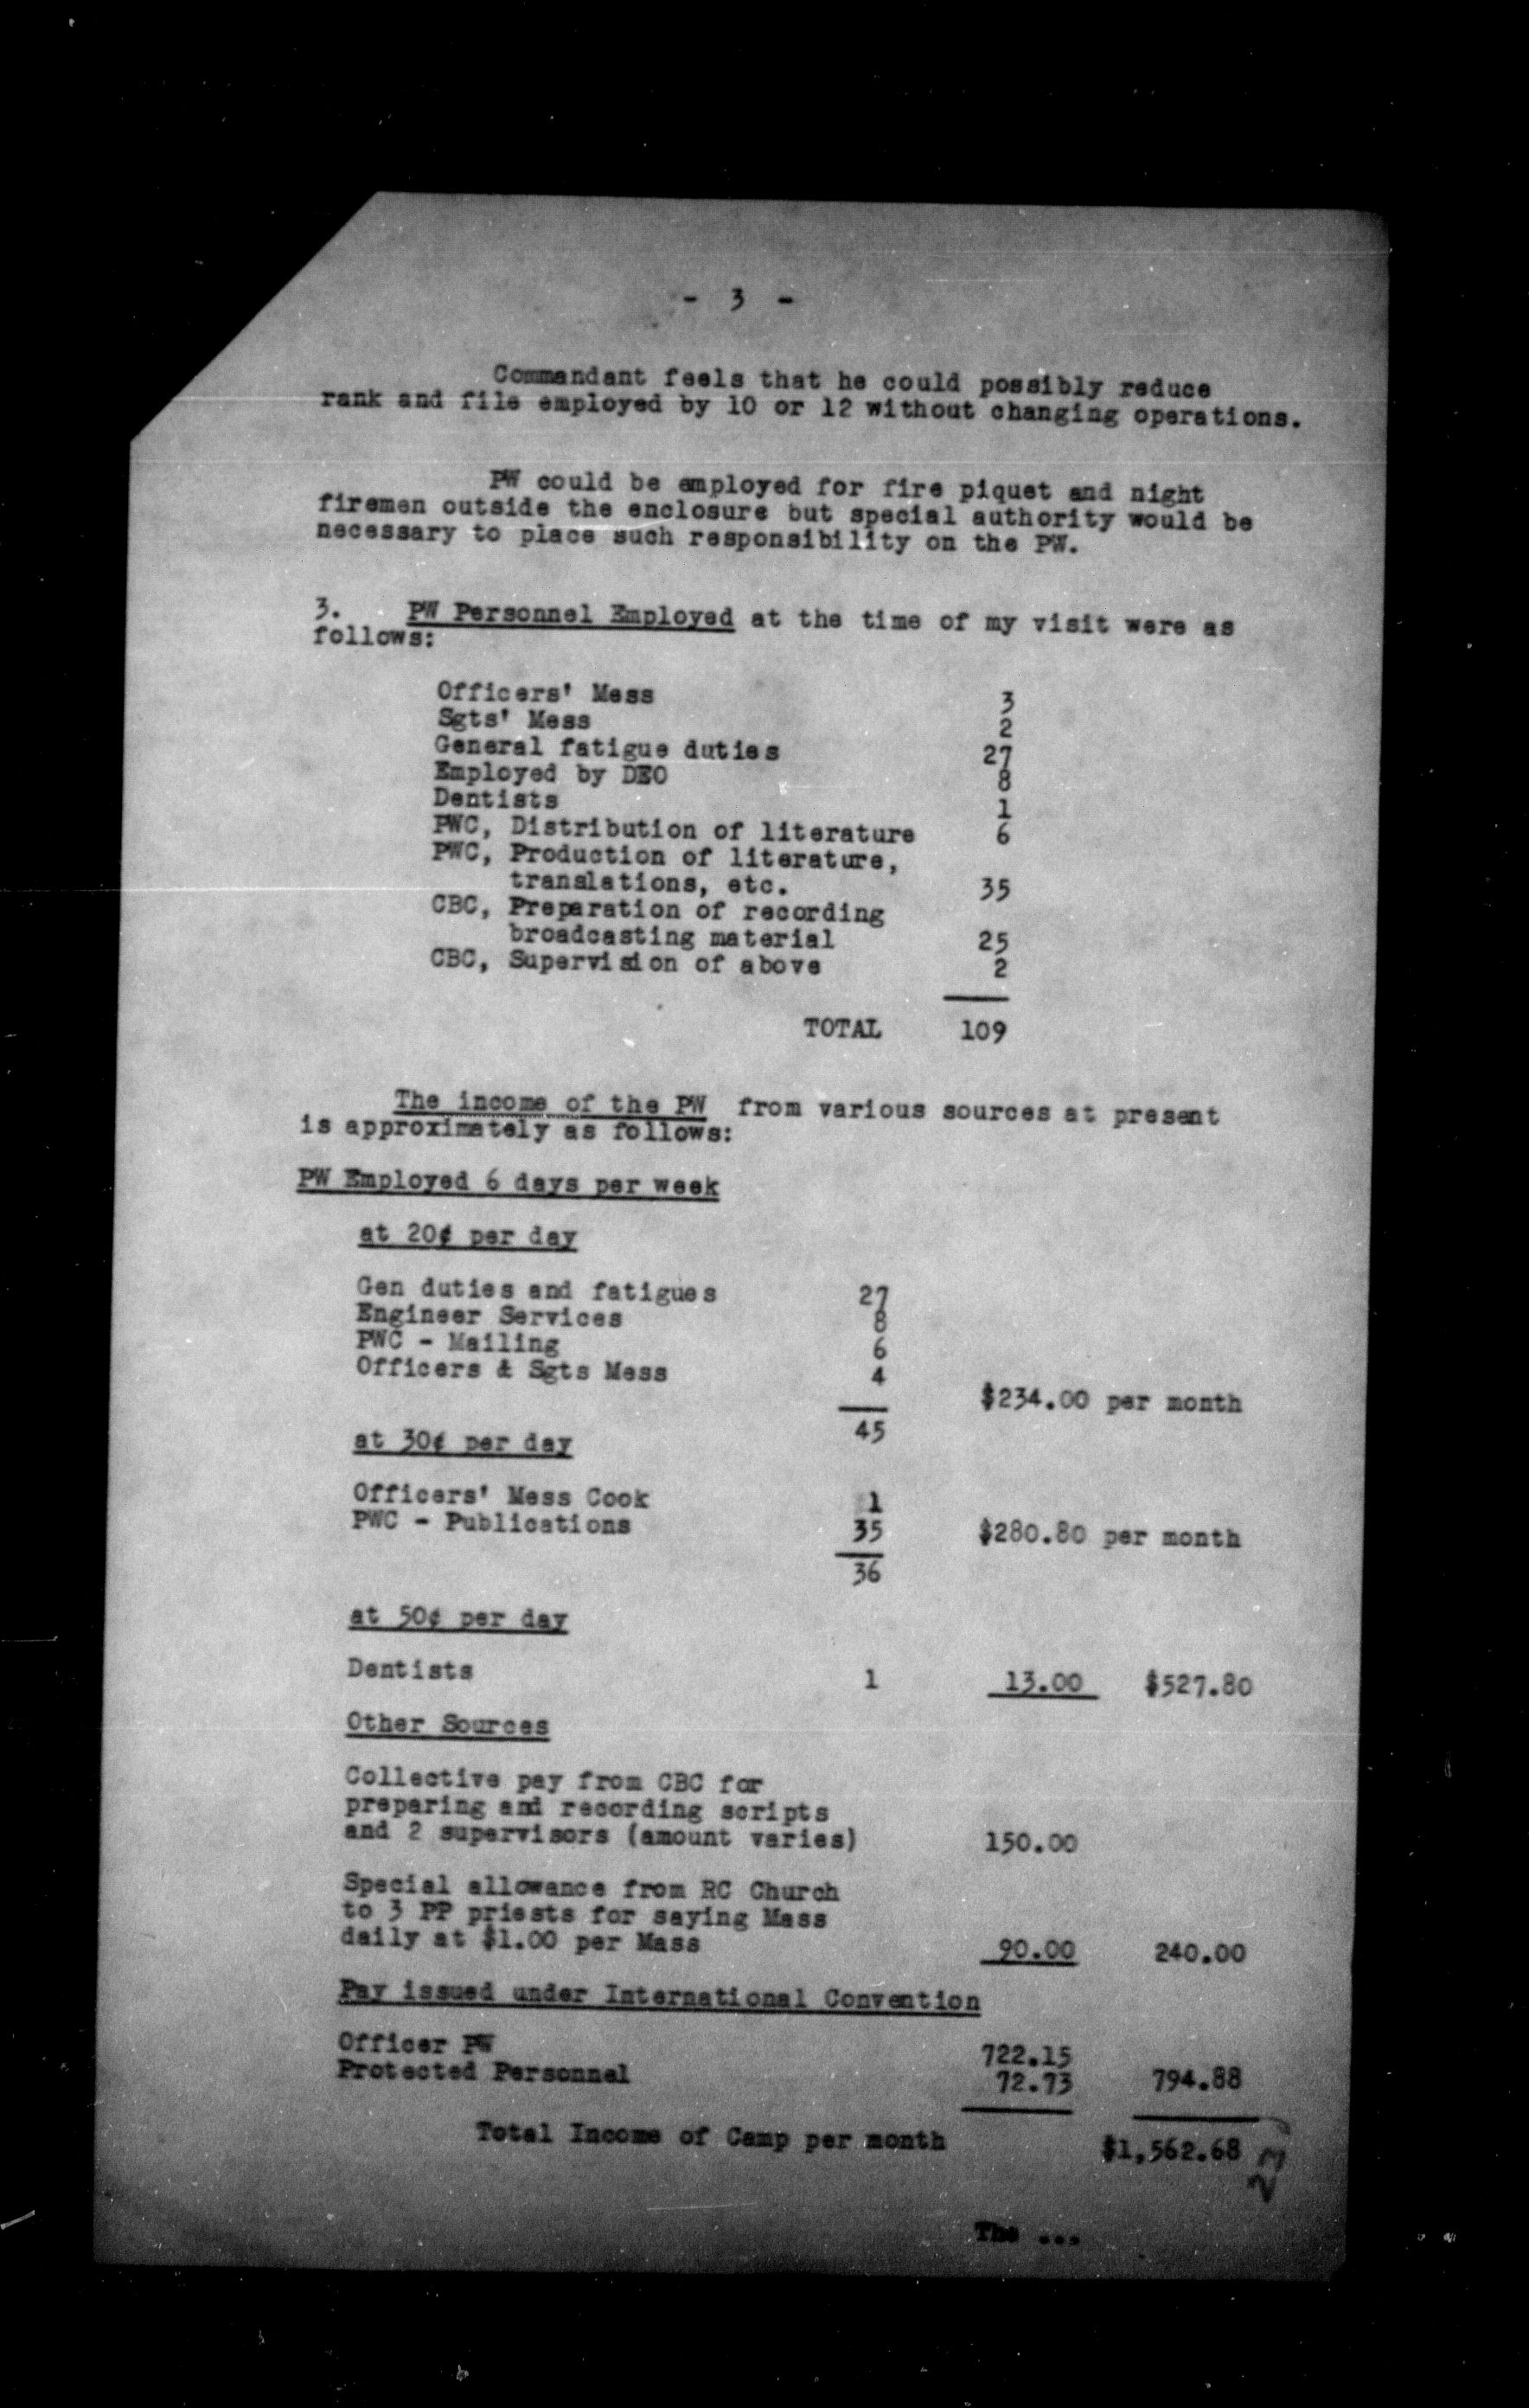 - 3 -
Commandant feels that he could possibly reduce
rank and file employed by 10 or 12 without changing operations.
PW could be employed for fire piquet and night
firemen outside the enclosure but special authority would be
necessary to place such responsibility on the PW.
3. PW Personnel Employed at the time of my visit were as
follows:
Officers' Mess 3
Sgts' Mess 2
General fatigue duties 27
Employed by DEO 8
Dentists 1
PWC, Distribution of literature 6
PWC, Production of literature,
translations, etc. 35
CBC, Preparation of recording
broadcasting material 25
CBC, Supervision of above 2
TOTAL 109
The income of the PW from various sources at present
is approximately as follows:
PW Employed 6 days per week
at 20¢ per day
Gen duties and fatigues 27
Engineer Services 8
PWC - Mailing 6
Officers & Sgts Mess 4
$234.00 per month
45
at 30¢ per day
Officers' Mess Cook 1
PWC - Publications 35 $280.80 per month
36
at 50¢ per day
Dentists 1 13.00 $527.80
Other Sources
Collective pay from CBC for
preparing and recording scripts
and 2 supervisors (amount varies) 150.00
Special allowance from RC Church
to 3 PP priests for saying Mass
daily at $1.00 per Mass 90.00 240.00
Pay issued under International Convention
Officer PW 722.15
Protected Personnel 72.73 794.88
Total Income of Camp per month $1,562.68
The ...